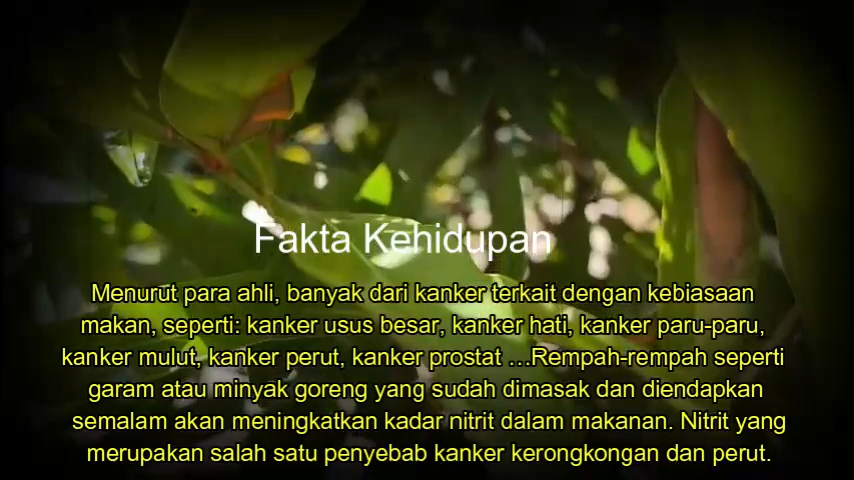 Fakta Kehidupan
Menurut para ahli, banyak dari kanker terkait dengan kebiasaan
makan, seperti: kanker usus besar, kanker hati, kanker paru-paru,
kanker mulut, kanker perut, kanker prostat …Rempah-rempah seperti
garam atau minyak goreng yang sudah dimasak dan diendapkan
semalam akan meningkatkan kadar nitrit dalam makanan. Nitrit yang
merupakan salah satu penyebab kanker kerongkongan dan perut.